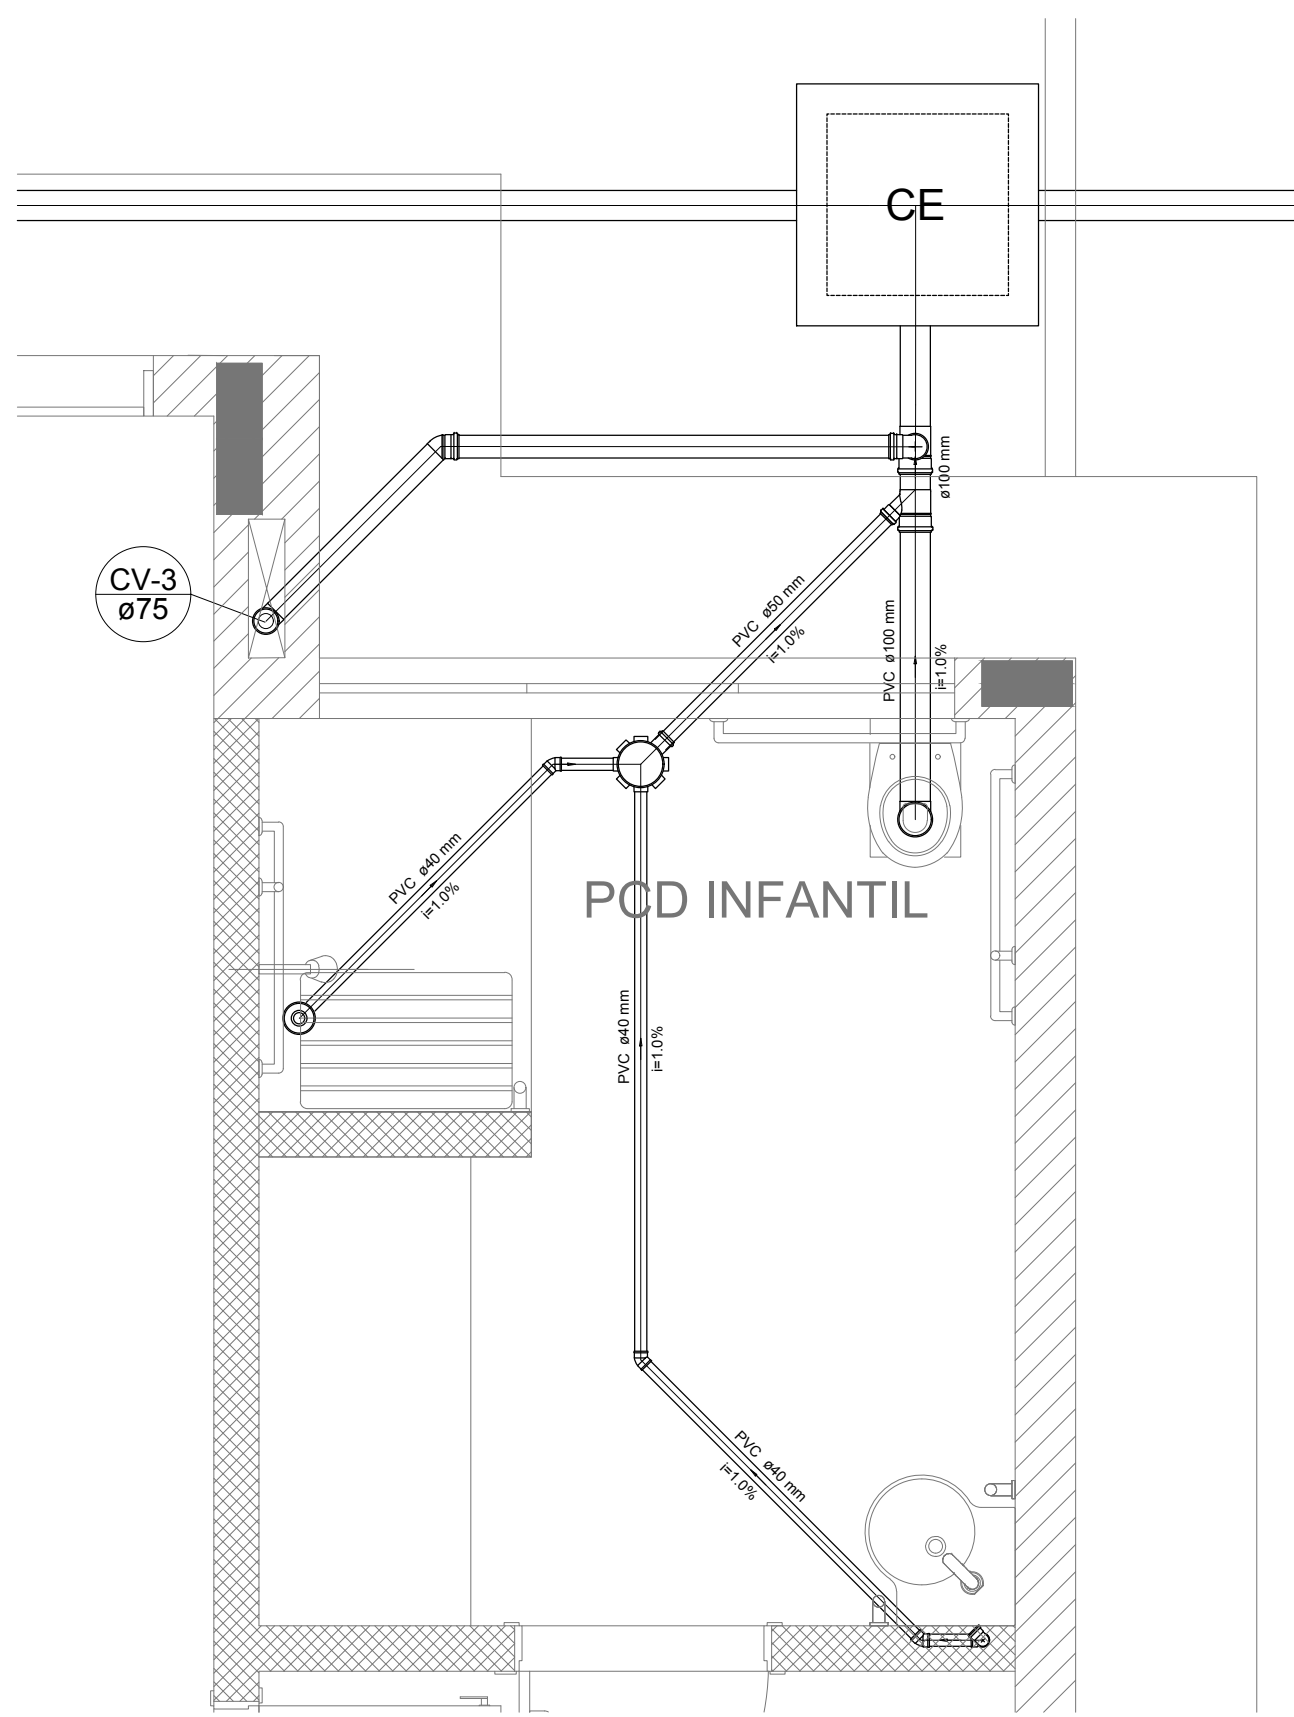 CE
ø100 mm
CV-3
ø75
PVC ø50 mm
i=1.0%
PVC ø100 mm
i=1.0%
PVC ø40 mm
i=1.0%
PCD INFANTIL
PVC ø40 mm
i=1.0%
PVC ø40 mm
i=1.0%